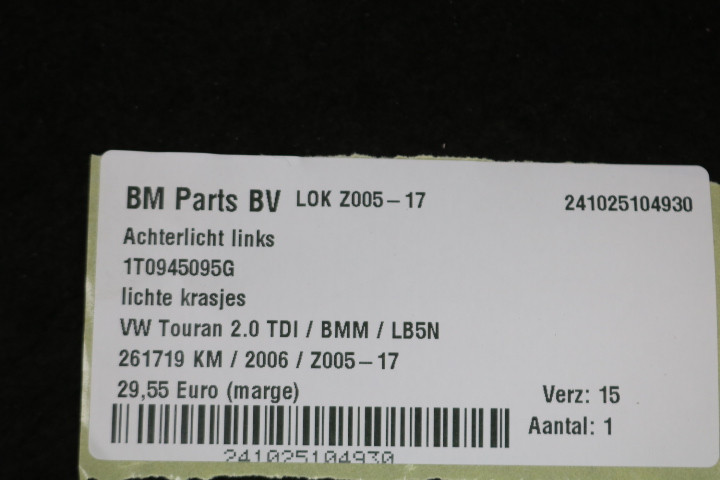 BM Parts BV LOK Z005-17 241025104930
Achterlicht links
1T0945095G
lichte krasjes
VW Touran 2.0 TDI / BMM / LB5N
261719 KM / 2006 / Z005-17
29,55 Euro (marge) Verz: 15
Aantal: 1
241025104930